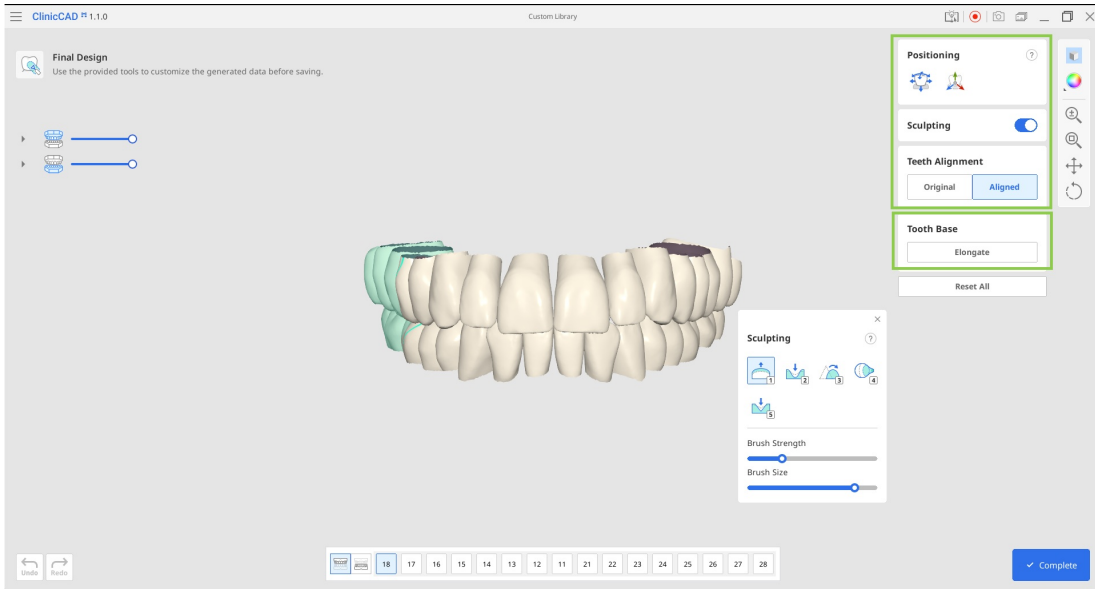 ClinicCAD 1.1.0
Custom Library
Final Design
Use the provided tools to customize the generated data before saving.
Positioning
?
Sculpting
Teeth Alignment
Original Aligned
Tooth Base
Elongate
Reset All
Sculpting
?
1 2 3 4
5
Brush Strength
Brush Size
Undo Redo
18 17 16 15 14 13 12 11 21 22 23 24 25 26 27 28
Complete